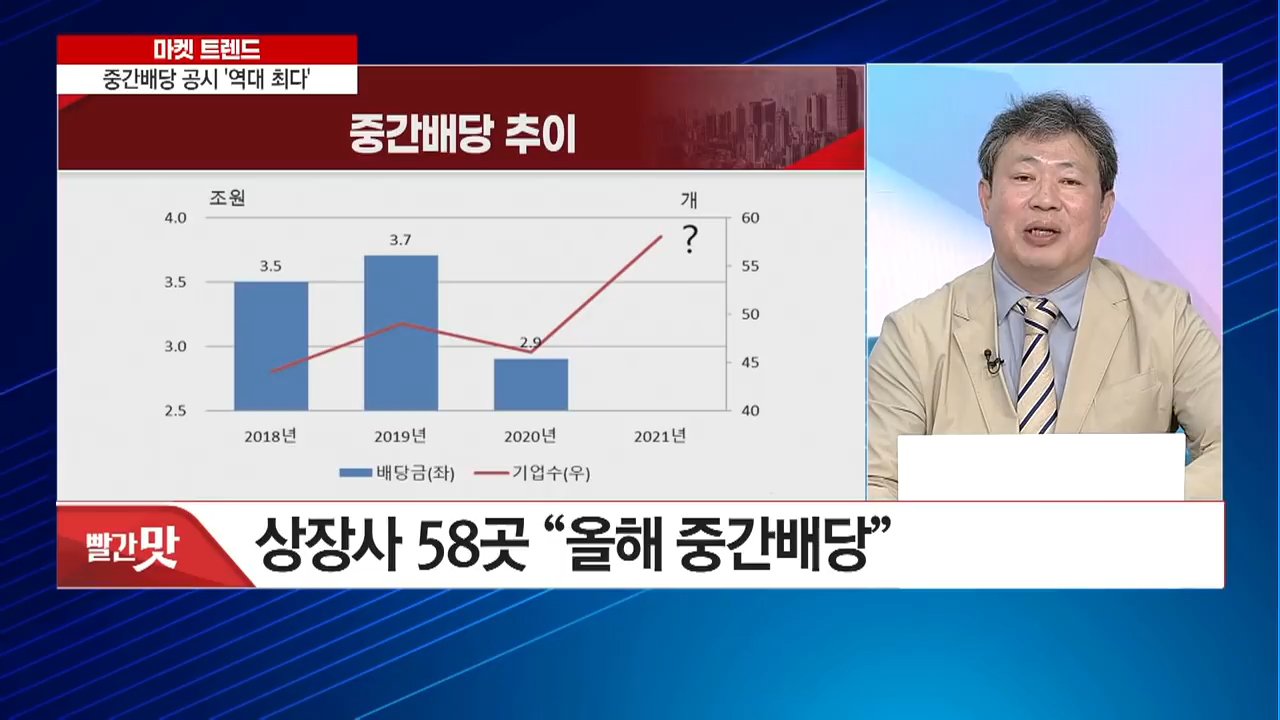 마켓 트렌드
중간배당 공시 '역대 최다'
중간배당 추이
조원
개
4.0
3.5
3.0
2.5
60
55
50
45
40
3.5
3.7
2.9
?
2018년
2019년
2020년
2021년
배당금(좌)
기업수(우)
빨간맛
상장사 58곳 “올해 중간배당”